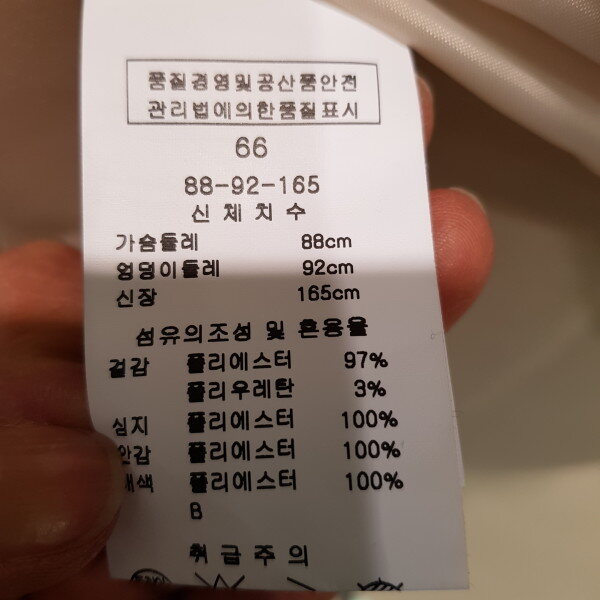 품질경영및공산품안전
관리법에의한품질표시
66
88-92-165
신체치수
가슴둘레 88cm
엉덩이둘레 92cm
신장 165cm
섬유의조성 및 혼용율
겉감 폴리에스터 97%
폴리우레탄 3%
심지 폴리에스터 100%
안감 폴리에스터 100%
배색 폴리에스터 100%
B
취급주의